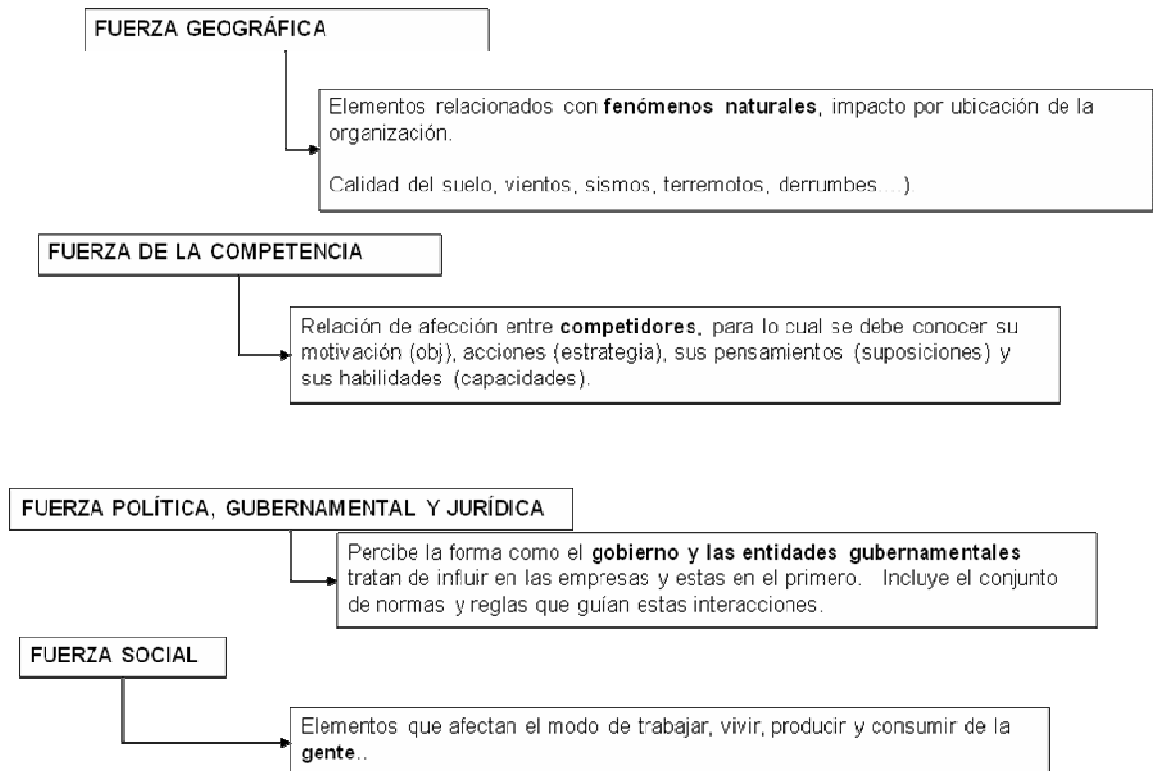 FUERZA GEOGRÁFICA
Elementos relacionados con fenómenos naturales, impacto por ubicación de la
organización.
Calidad del suelo, vientos, sismos, terremotos, derrumbes....).
FUERZA DE LA COMPETENCIA
Relación de afección entre competidores, para lo cual se debe conocer su
motivación (obj), acciones (estrategia), sus pensamientos (suposiciones) y
sus habilidades (capacidades).
FUERZA POLÍTICA, GUBERNAMENTAL Y JURÍDICA
Percibe la forma como el gobierno y las entidades gubernamentales
tratan de influir en las empresas y estas en el primero. Incluye el conjunto
de normas y reglas que guían estas interacciones.
FUERZA SOCIAL
Elementos que afectan el modo de trabajar, vivir, producir y consumir de la
gente..